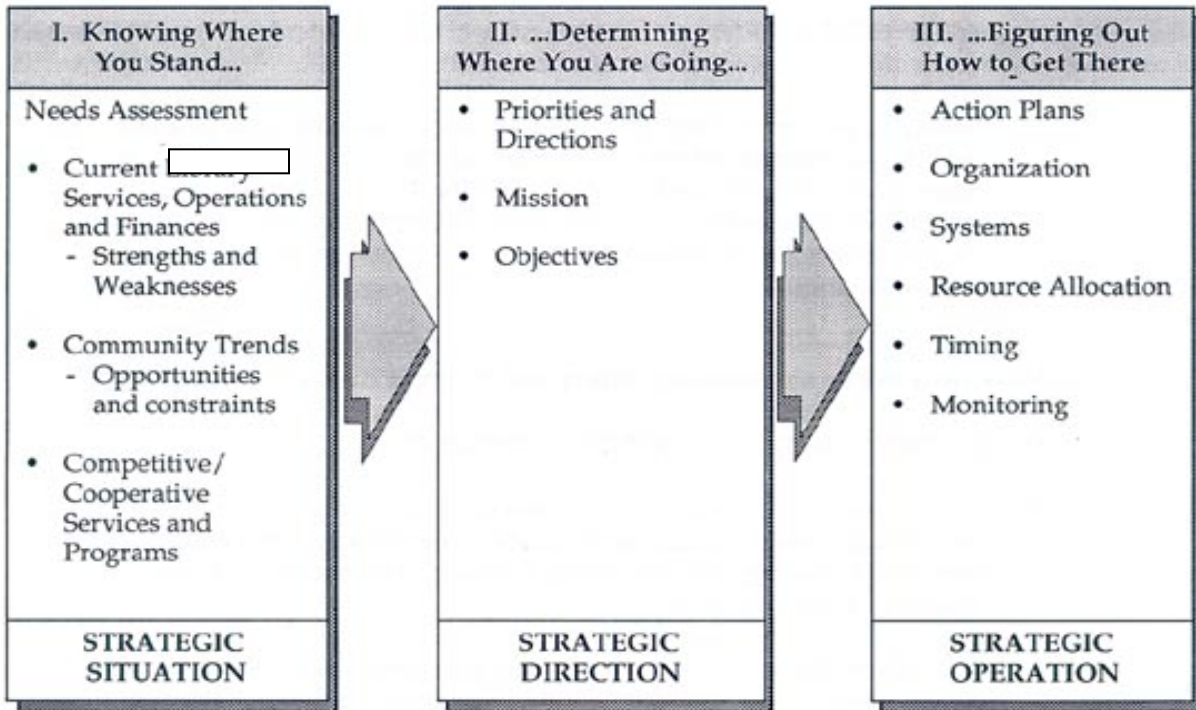 I. Knowing Where
You Stand...
Needs Assessment
• Current
Services, Operations
and Finances
- Strengths and
Weaknesses
• Community Trends
- Opportunities
and constraints
• Competitive/
Cooperative
Services and
Programs
STRATEGIC
SITUATION
II. ...Determining
Where You Are Going...
• Priorities and
Directions
• Mission
• Objectives
STRATEGIC
DIRECTION
III. ...Figuring Out
How to Get There
• Action Plans
• Organization
• Systems
• Resource Allocation
• Timing
• Monitoring
STRATEGIC
OPERATION